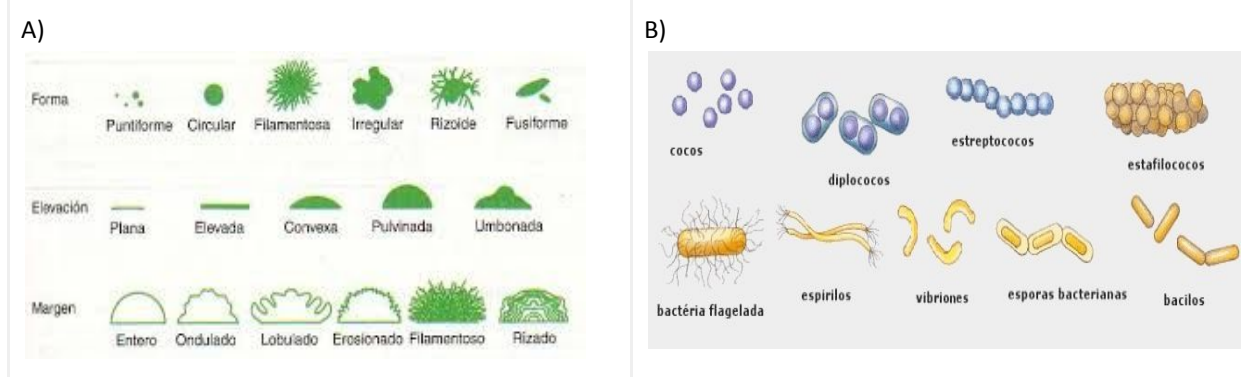 A)
Forma
Puntiforme Circular Filamentosa Irregular Rizoide Fusiforme
Elevación
Plana Elevada Convexa Pulvinada Umbonada
Margen
Entero Ondulado Lobulado Erosionado Filamentoso Rizado
B)
cocos
diplococos
estreptococos
estafilococos
bactéria flagelada
espirilos
vibriones
esporas bacterianas
bacilos